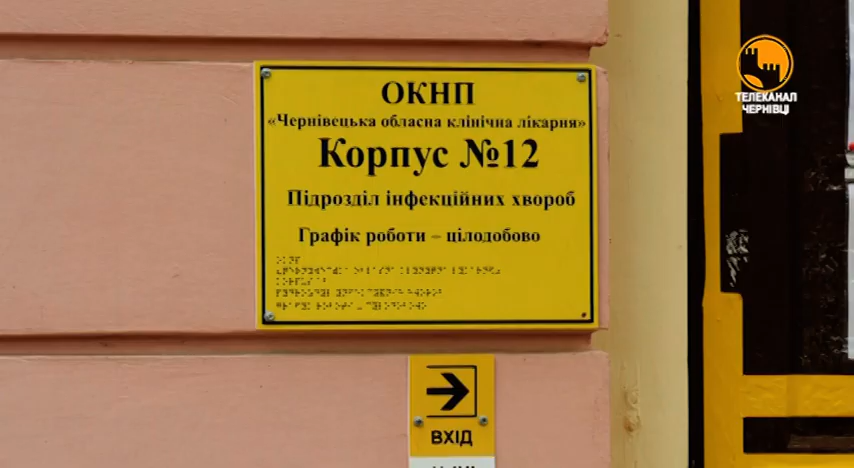 ОКНП
«Чернівецька обласна клінічна лікарня»
Корпус №12
Підрозділ інфекційних хвороб
Графік роботи – цілодобово
ВХІД
ТЕЛЕКАНАЛ
ЧЕРНІВЦІ